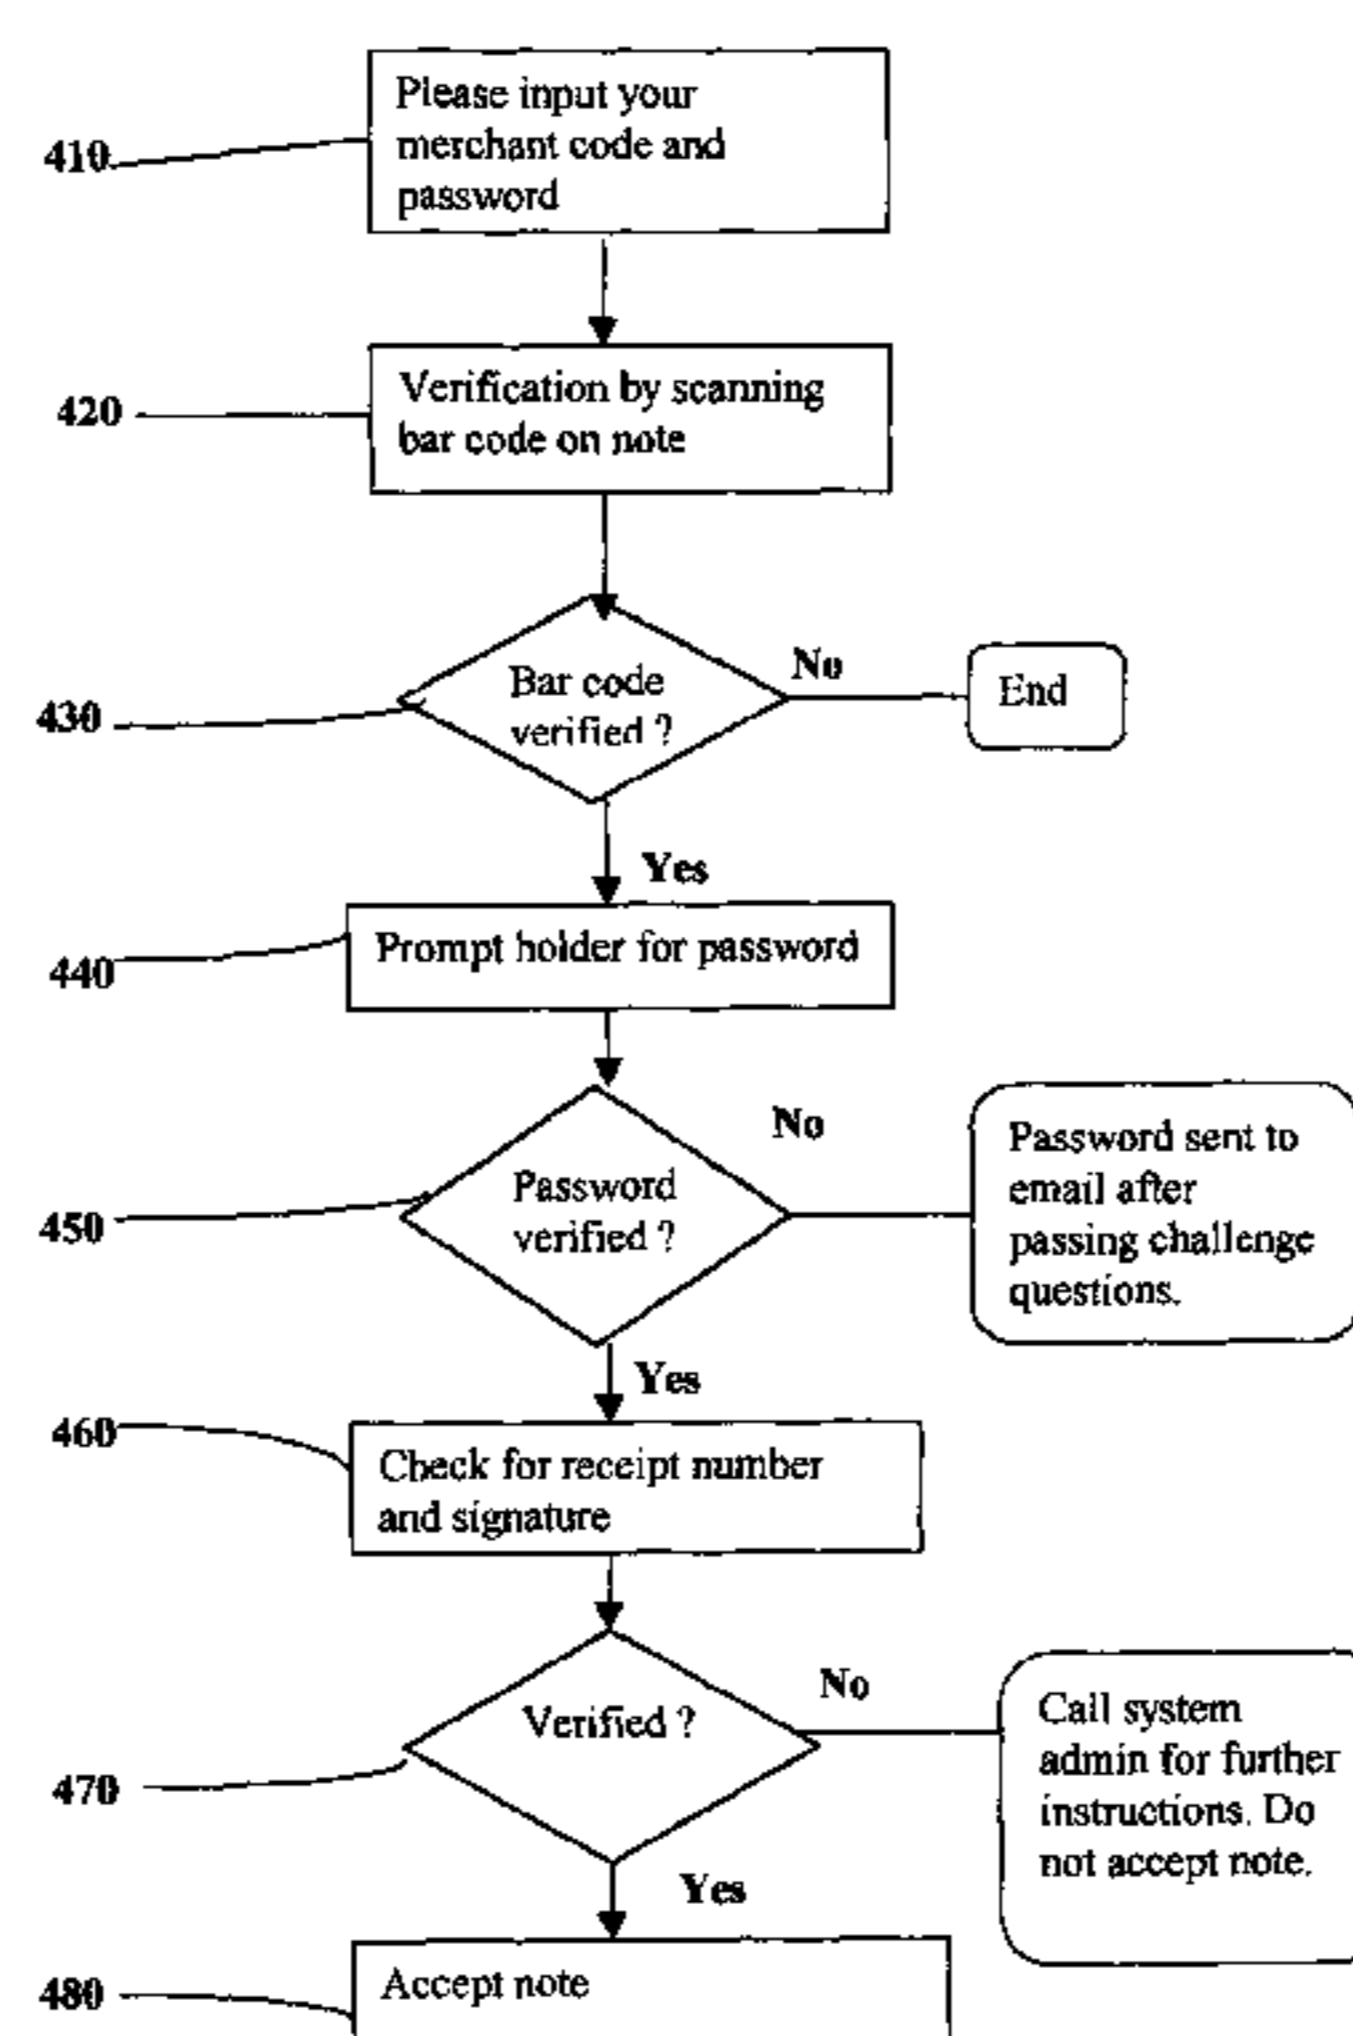 Please input your
merchant code and
password
410
Verification by scanning
bar code on note
420
Bar code
verified ?
No
End
430
Yes
Prompt holder for password
440
No
Password
verified ?
Password sent to
email after
passing challenge
questions.
450
Yes
460
Check for receipt number
and signature
No
Verified ?
Call system
admin for further
instructions. Do
not accept note.
470
Yes
Accept note
480